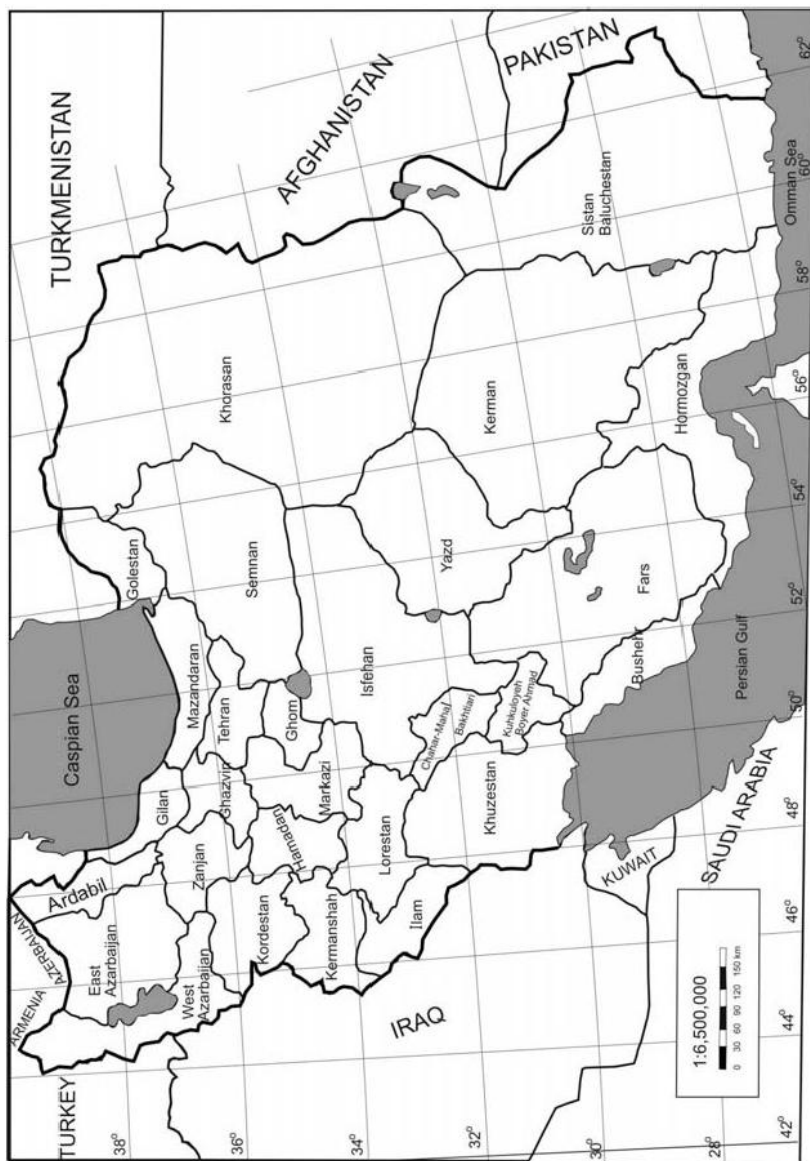 TURKMENISTAN
AFGHANISTAN
PAKISTAN
TURKEY
ARMENIA
AZERBAIJAN
IRAQ
KUWAIT
SAUDI ARABIA
Caspian Sea
Persian Gulf
Omman Sea
East
Azarbaijan
West
Azarbaijan
Ardabil
Gilan
Zanjan
Kordestan
Kermanshah
Ilam
Hamadan
Ghazvin
Mazandaran
Tehran
Ghom
Markazi
Lorestan
Khuzestan
Golestan
Semnan
Isfehan
Chahar-Mahal
Bakhtiari
Kuhkuloyeh
Boyer Ahmad
Bushehr
Khorasan
Yazd
Fars
Kerman
Hormozgan
Sistan
Baluchestan
38°
36°
34°
32°
30°
28°
42°
44°
46°
48°
50°
52°
54°
56°
58°
60°
62°
1:6,500,000
0 30 60 90 120 150 km